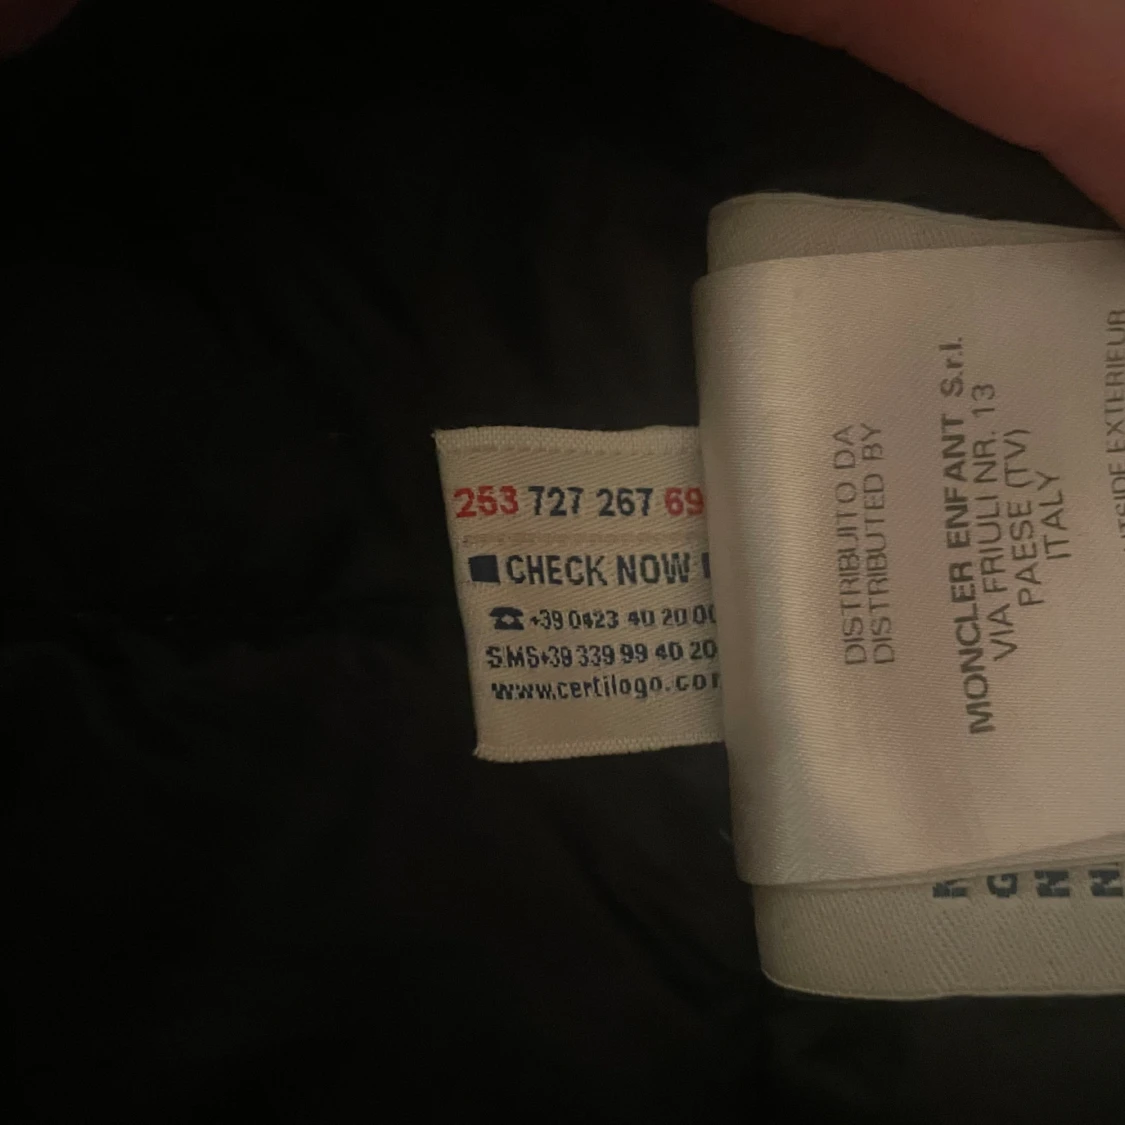 253 727 267 69
CHECK NOW
☎ +39 0423 40 20 00
SMS+39 339 99 40 20
www.certilogo.com
DISTRIBUITO DA
DISTRIBUTED BY
MONCLER ENFANT S.r.l.
VIA FRIULI NR. 13
PAESE (TV)
ITALY
EXTERIEUR